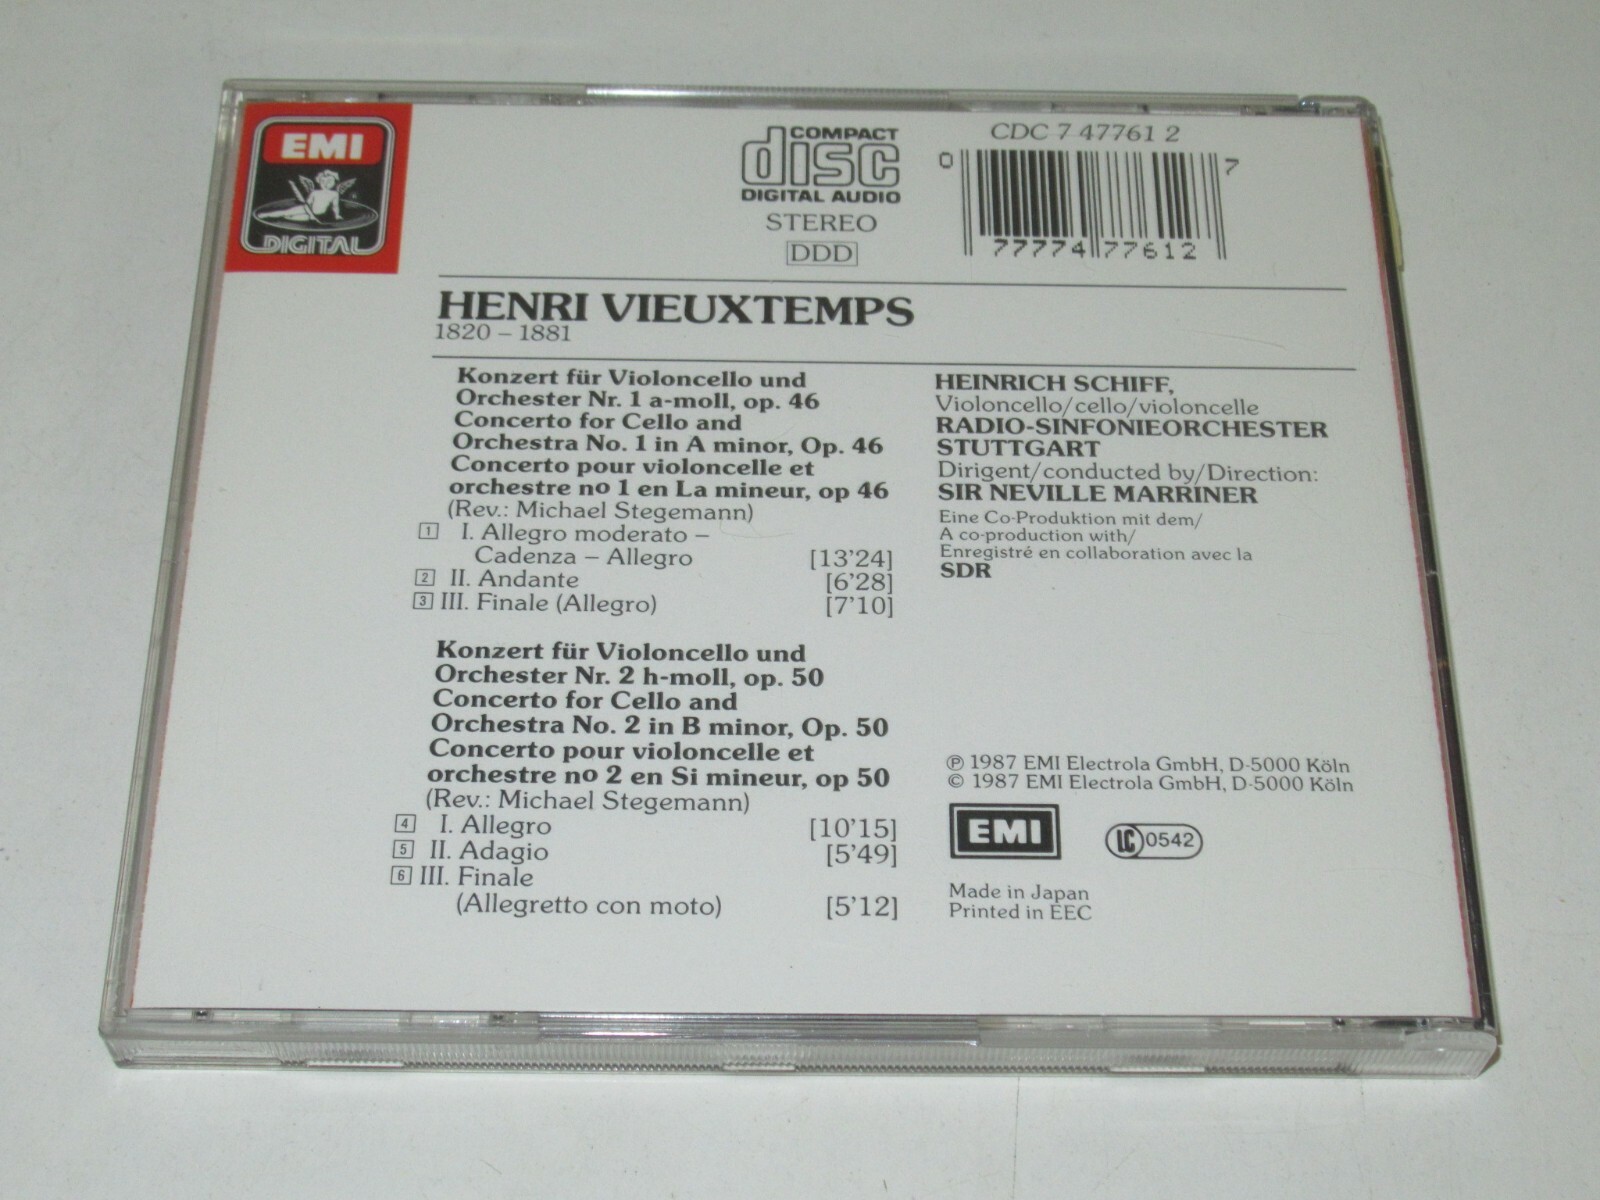 EMI
DIGITAL
COMPACT
disc
DIGITAL AUDIO
STEREO
DDD
CDC 7 47761 2
0 77774 77612 7
HENRI VIEUXTEMPS
1820 – 1881
Konzert für Violoncello und
Orchester Nr. 1 a-moll, op. 46
Concerto for Cello and
Orchestra No. 1 in A minor, Op. 46
Concerto pour violoncelle et
orchestre no 1 en La mineur, op 46
(Rev.: Michael Stegemann)
1 I. Allegro moderato –
Cadenza – Allegro [13'24]
2 II. Andante [6'28]
3 III. Finale (Allegro) [7'10]
Konzert für Violoncello und
Orchester Nr. 2 h-moll, op. 50
Concerto for Cello and
Orchestra No. 2 in B minor, Op. 50
Concerto pour violoncelle et
orchestre no 2 en Si mineur, op 50
(Rev.: Michael Stegemann)
4 I. Allegro [10'15]
5 II. Adagio [5'49]
6 III. Finale
(Allegretto con moto) [5'12]
HEINRICH SCHIFF,
Violoncello/cello/violoncelle
RADIO-SINFONIEORCHESTER
STUTTGART
Dirigent/conducted by/Direction:
SIR NEVILLE MARRINER
Eine Co-Produktion mit dem/
A co-production with/
Enregistré en collaboration avec la
SDR
℗ 1987 EMI Electrola GmbH, D-5000 Köln
© 1987 EMI Electrola GmbH, D-5000 Köln
EMI
LC 0542
Made in Japan
Printed in EEC